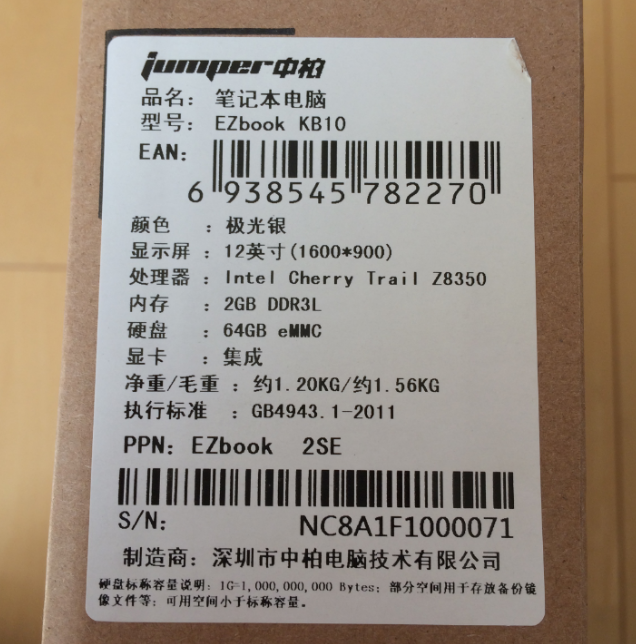 jumper中柏
品名：笔记本电脑
型号：EZbook KB10
EAN：
6 938545 782270
颜色 ：极光银
显示屏 ：12英寸(1600*900)
处理器 ：Intel Cherry Trail Z8350
内存 ：2GB DDR3L
硬盘 ：64GB eMMC
显卡 ：集成
净重/毛重 ：约1.20KG/约1.56KG
执行标准 ：GB4943.1-2011
PPN：EZbook 2SE
S/N：NC8A1F1000071
制造商：深圳市中柏电脑技术有限公司
硬盘标称容量说明：1G=1,000,000,000 Bytes；部分空间用于存放备份镜
像文件等；可用空间小于标称容量。